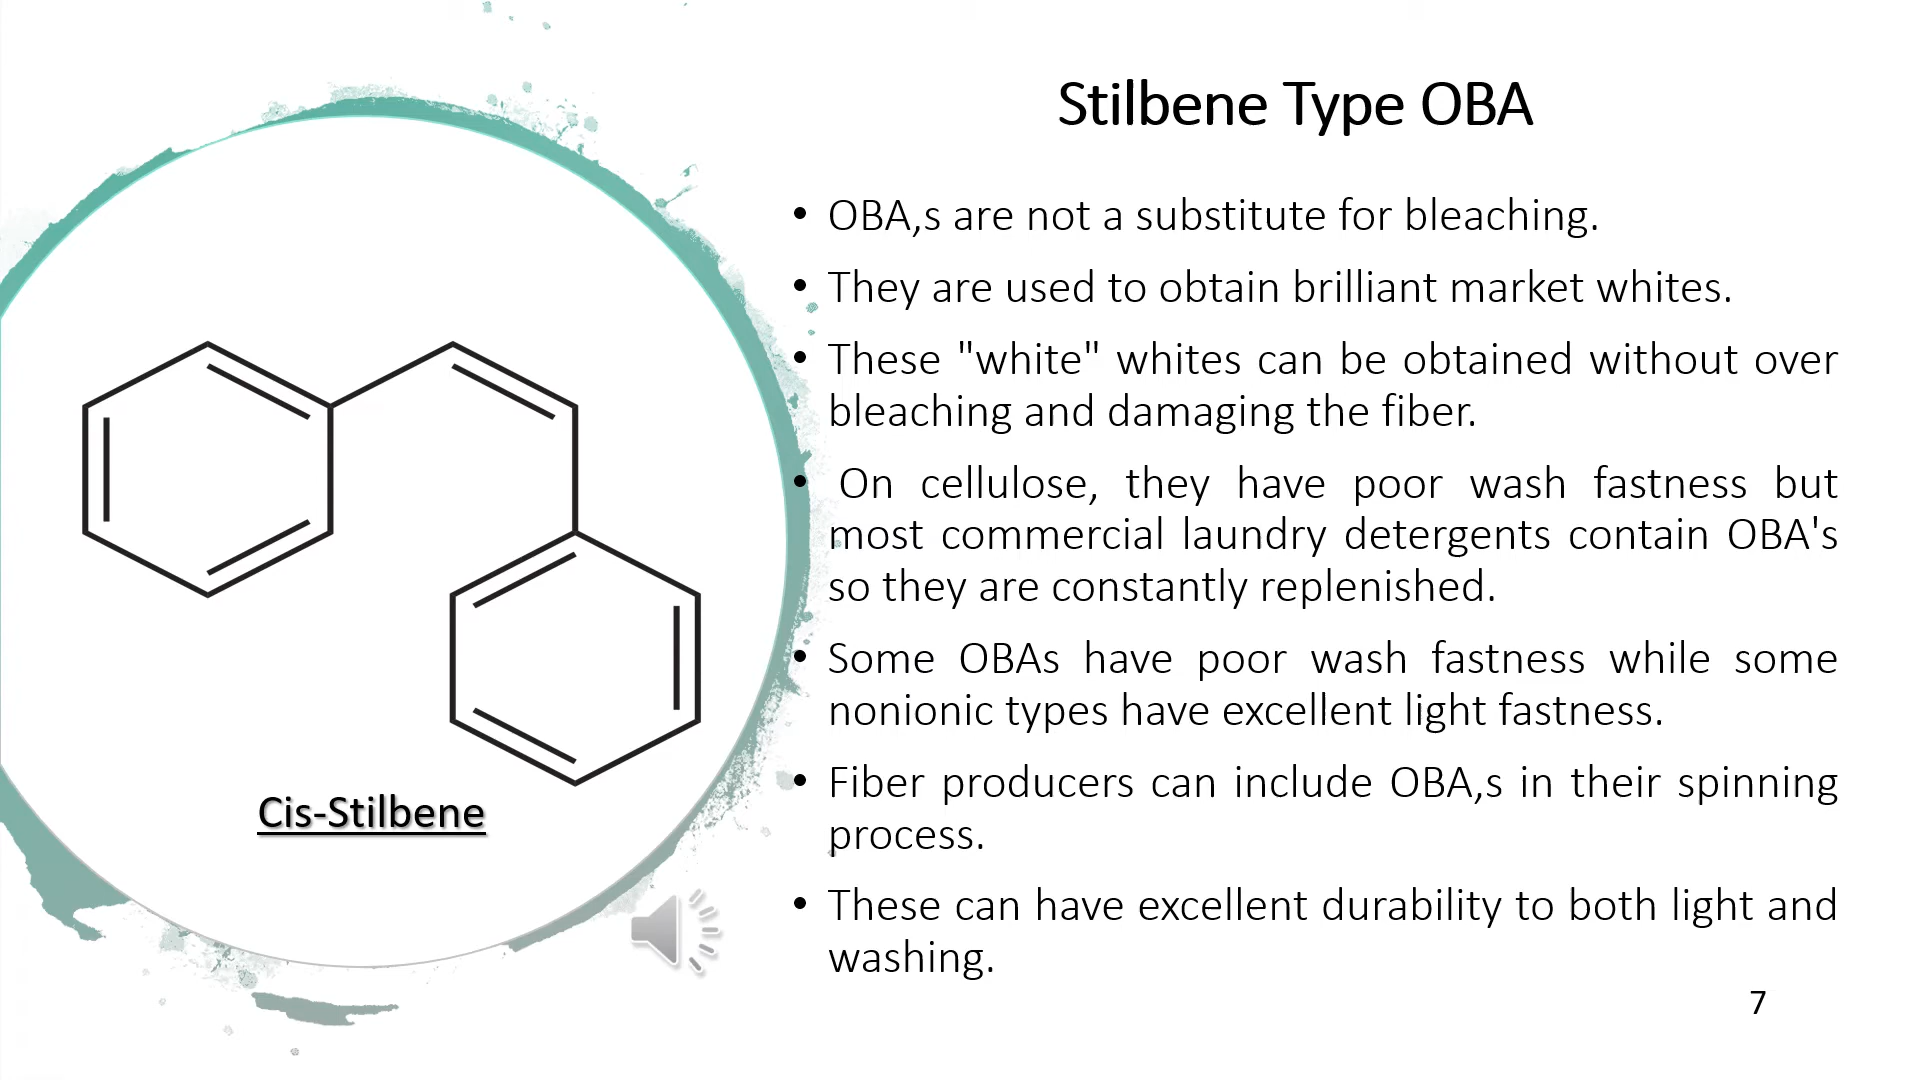 Stilbene Type OBA
• OBA,s are not a substitute for bleaching.
• They are used to obtain brilliant market whites.
• These "white" whites can be obtained without over
bleaching and damaging the fiber.
• On cellulose, they have poor wash fastness but
most commercial laundry detergents contain OBA's
so they are constantly replenished.
• Some OBAs have poor wash fastness while some
nonionic types have excellent light fastness.
• Fiber producers can include OBA,s in their spinning
process.
• These can have excellent durability to both light and
washing.
Cis-Stilbene
7